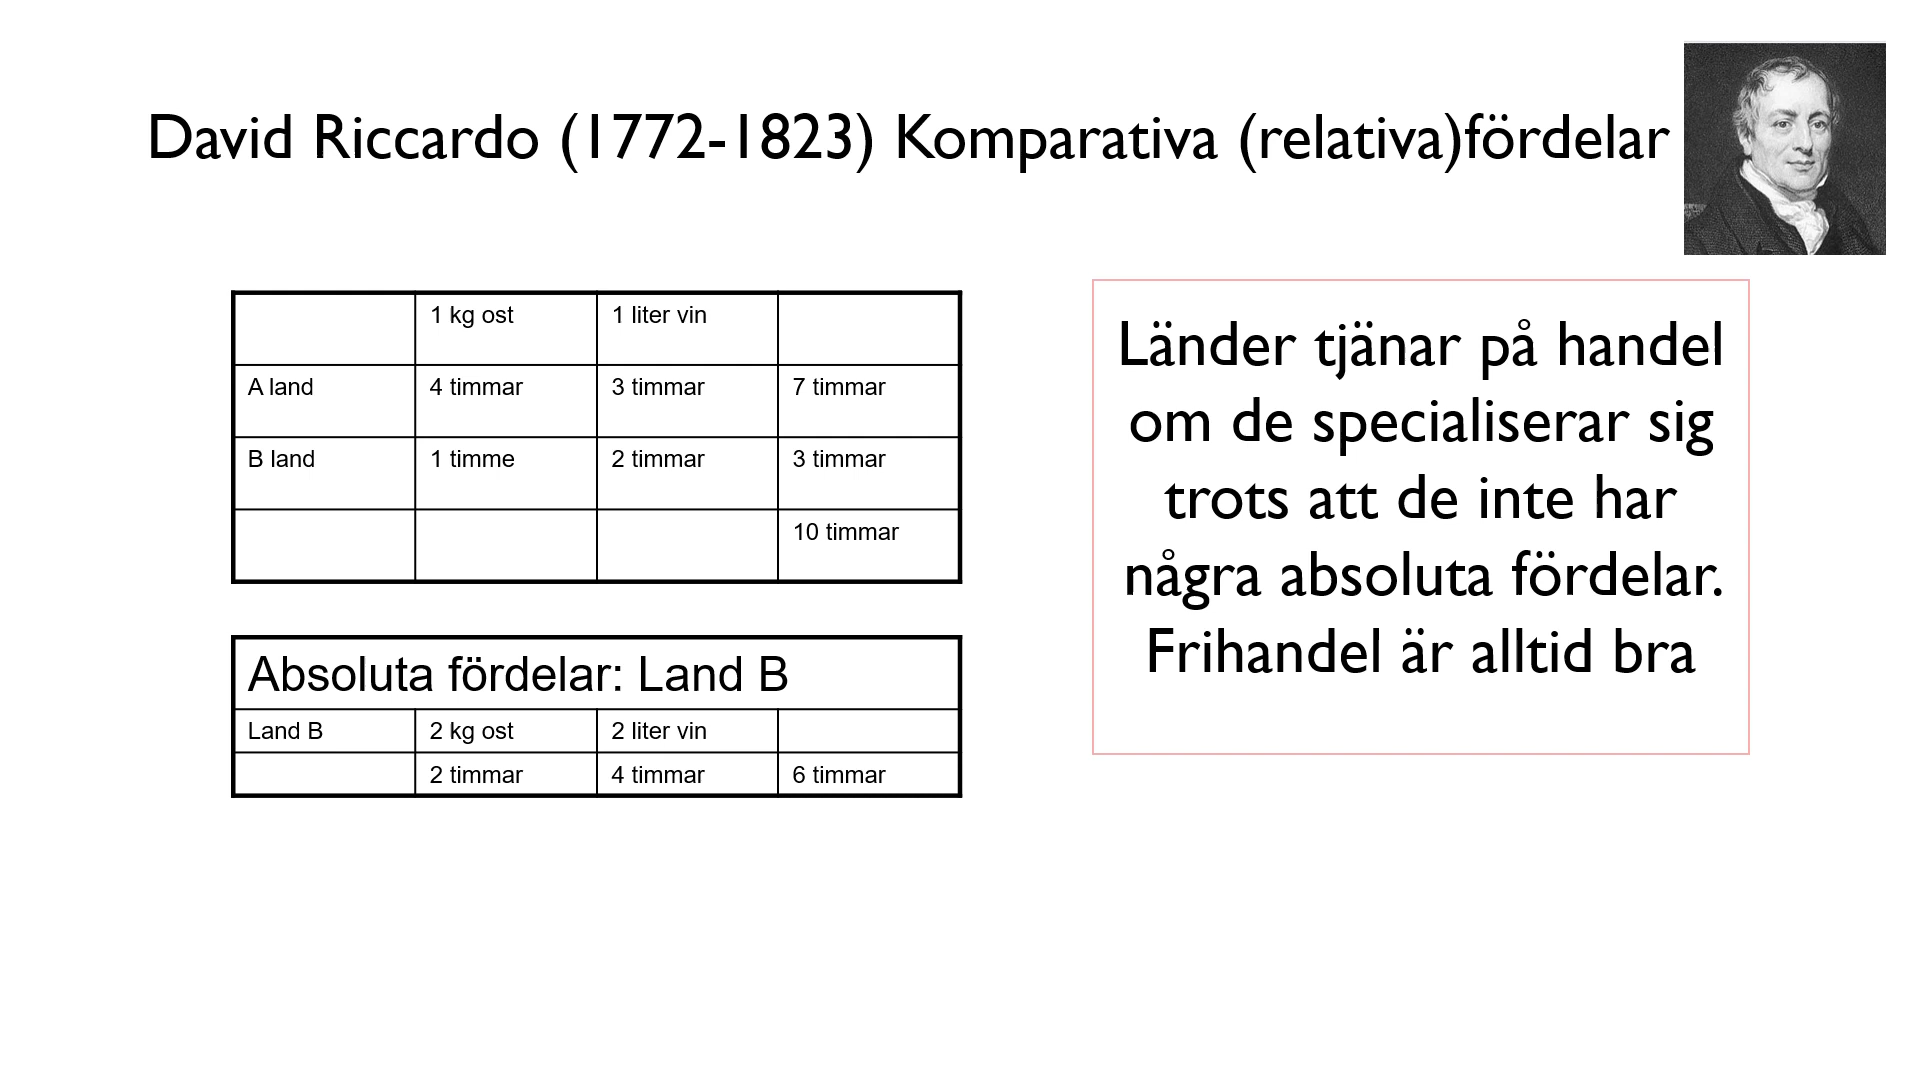 David Riccardo (1772-1823) Komparativa (relativa)fördelar
1 kg ost 1 liter vin
A land 4 timmar 3 timmar 7 timmar
B land 1 timme 2 timmar 3 timmar
10 timmar
Absoluta fördelar: Land B
Land B 2 kg ost 2 liter vin
2 timmar 4 timmar 6 timmar
Länder tjänar på handel
om de specialiserar sig
trots att de inte har
några absoluta fördelar.
Frihandel är alltid bra